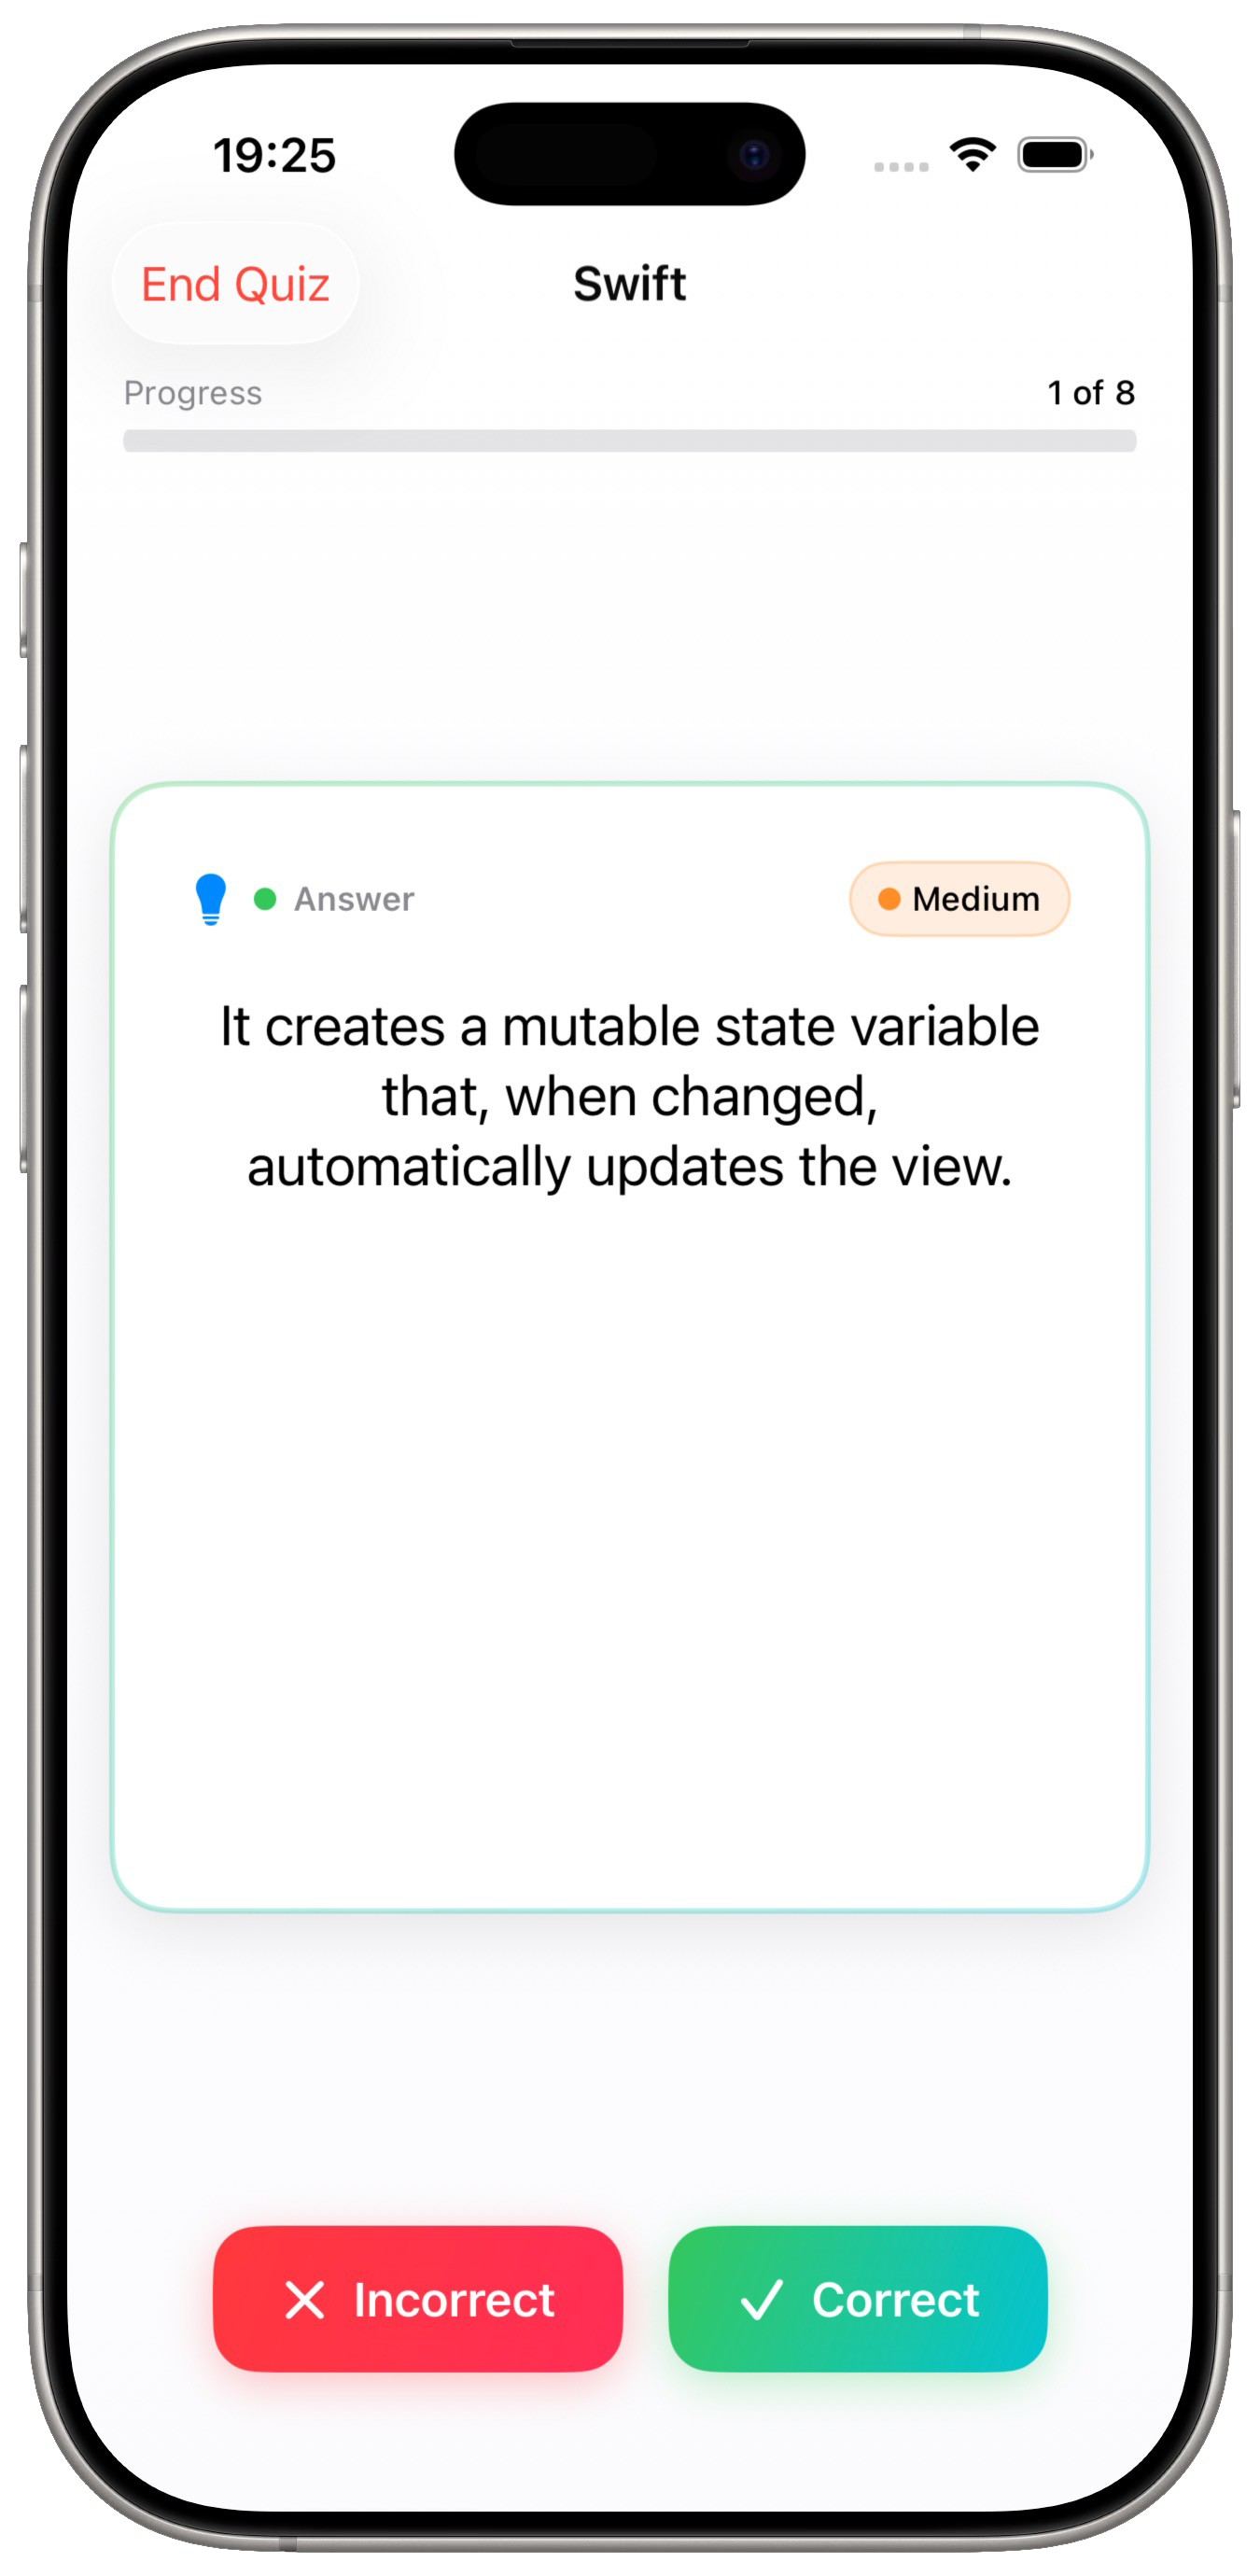 19:25
End Quiz
Swift
Progress
1 of 8
Answer
Medium
It creates a mutable state variable
that, when changed,
automatically updates the view.
Incorrect
Correct